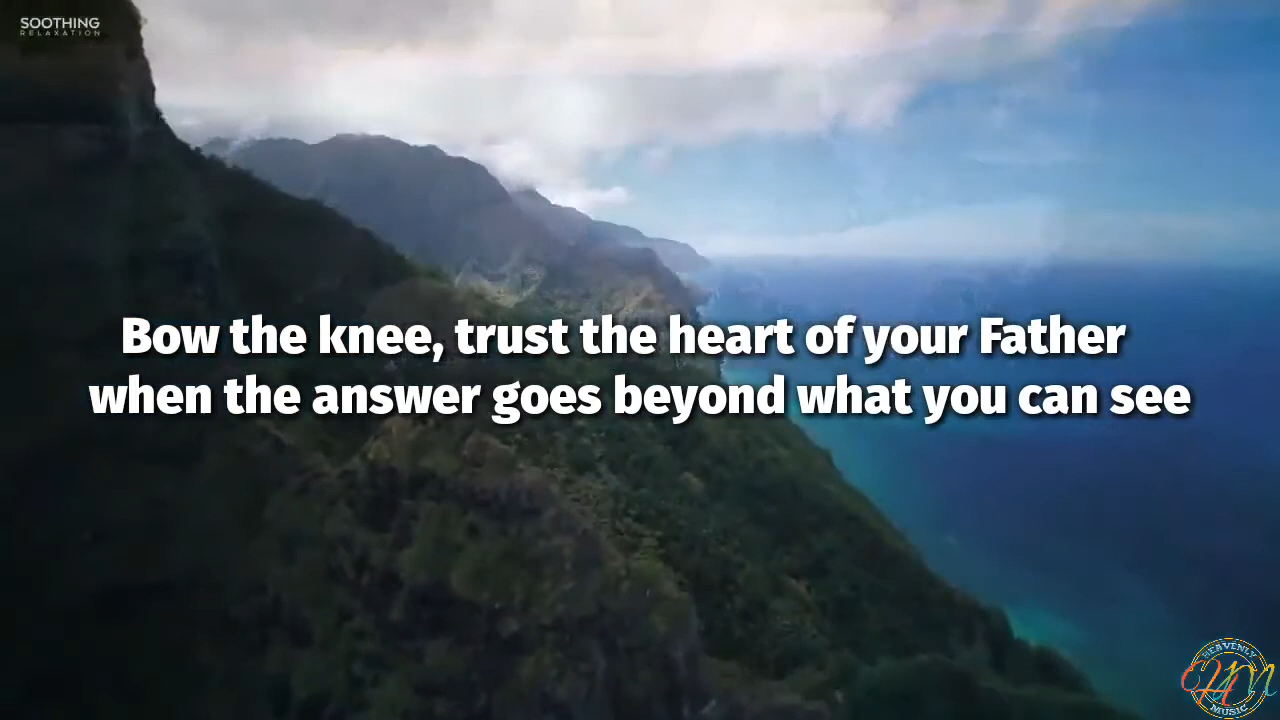 SOOTHING
RELAXATION
Bow the knee, trust the heart of your Father
when the answer goes beyond what you can see
HEAVENLY
MUSIC